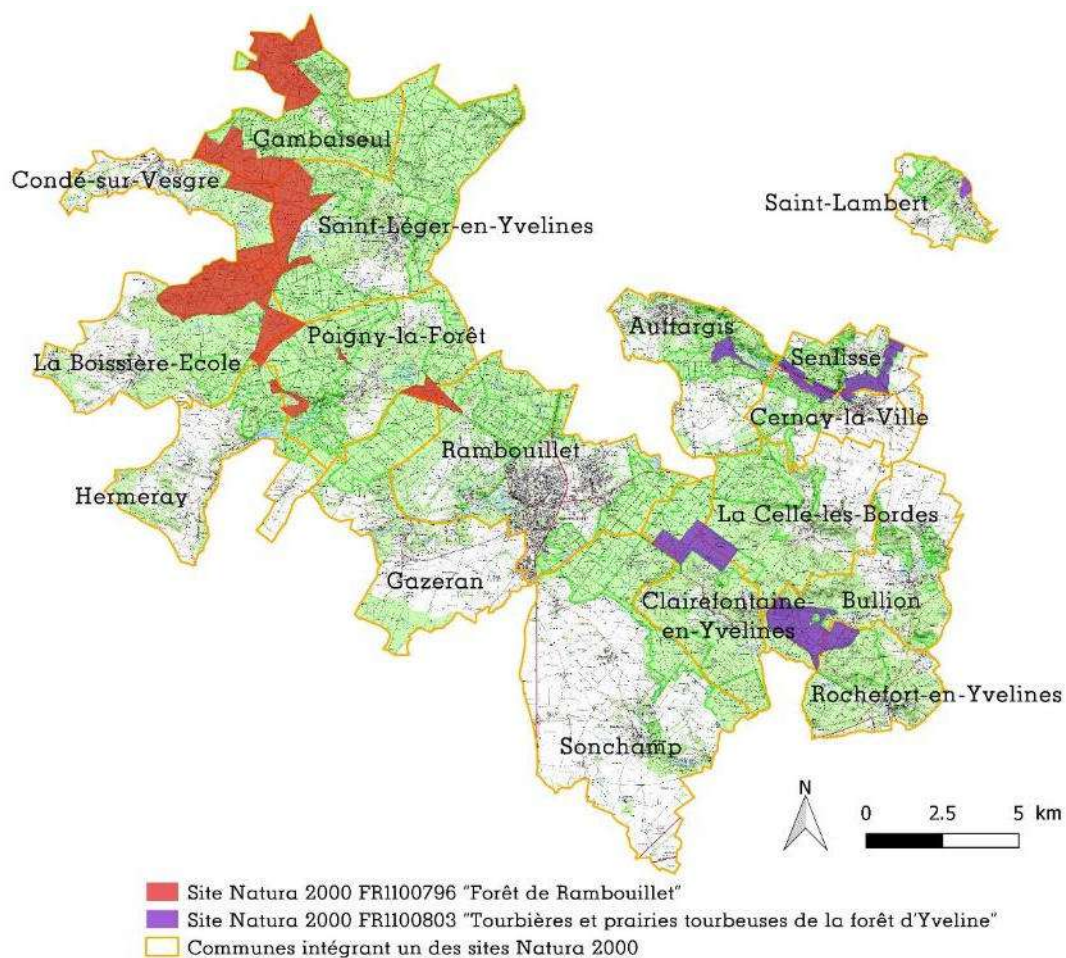 Gambaiseul
Condé-sur-Vesgre
Saint-Lambert
Saint-Léger-en-Yvelines
Auffargis
Poigny-la-Forêt
Senlisse
La Boissière-Ecole
Cernay-la-Ville
Rambouillet
Hermeray
La Celle-les-Bordes
Gazeran
Clairefontaine-
en-Yvelines
Bullion
Rochefort-en-Yvelines
Sonchamp
N
0 2.5 5 km
Site Natura 2000 FR1100796 "Forêt de Rambouillet"
Site Natura 2000 FR1100803 "Tourbières et prairies tourbeuses de la forêt d'Yveline"
Communes intégrant un des sites Natura 2000